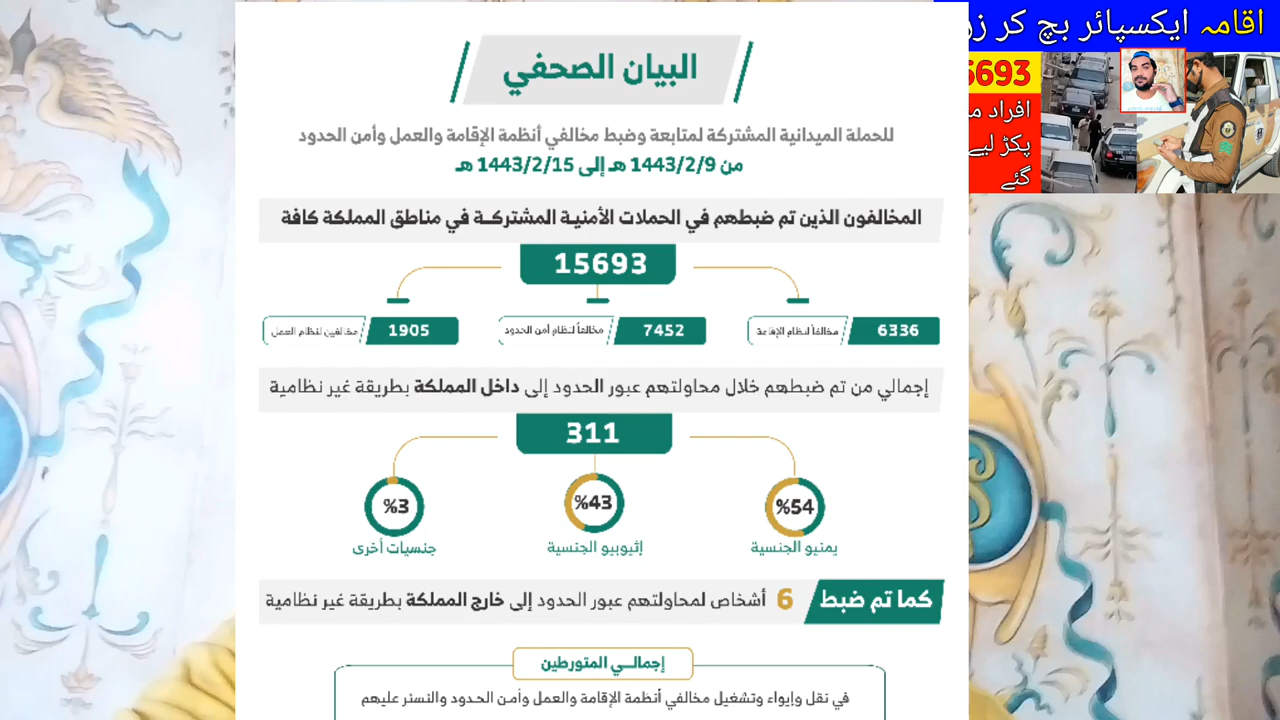 البيان الصحفي
للحملة الميدانية المشتركة لمتابعة وضبط مخالفي أنظمة الإقامة والعمل وأمن الحدود
من 1443/2/9 هـ إلى 1443/2/15 هـ
المخالفون الذين تم ضبطهم في الحملات الأمنية المشتركة في مناطق المملكة كافة
15693
6336 مخالفاً لنظام الإقامة
7452 مخالفاً لنظام أمن الحدود
1905 مخالفين لنظام العمل
إجمالي من تم ضبطهم خلال محاولتهم عبور الحدود إلى داخل المملكة بطريقة غير نظامية
311
%54 %43 %3
يمنيو الجنسية إثيوبيو الجنسية جنسيات أخرى
كما تم ضبط 6 أشخاص لمحاولتهم عبور الحدود إلى خارج المملكة بطريقة غير نظامية
إجمالـي المتورطين
في نقل وإيواء وتشغيل مخالفي أنظمة الإقامة والعمل وأمن الحدود والتستر عليهم
اقامہ ایکسپائر بچ کر
5693
افراد
پکڑ لیے
گئے